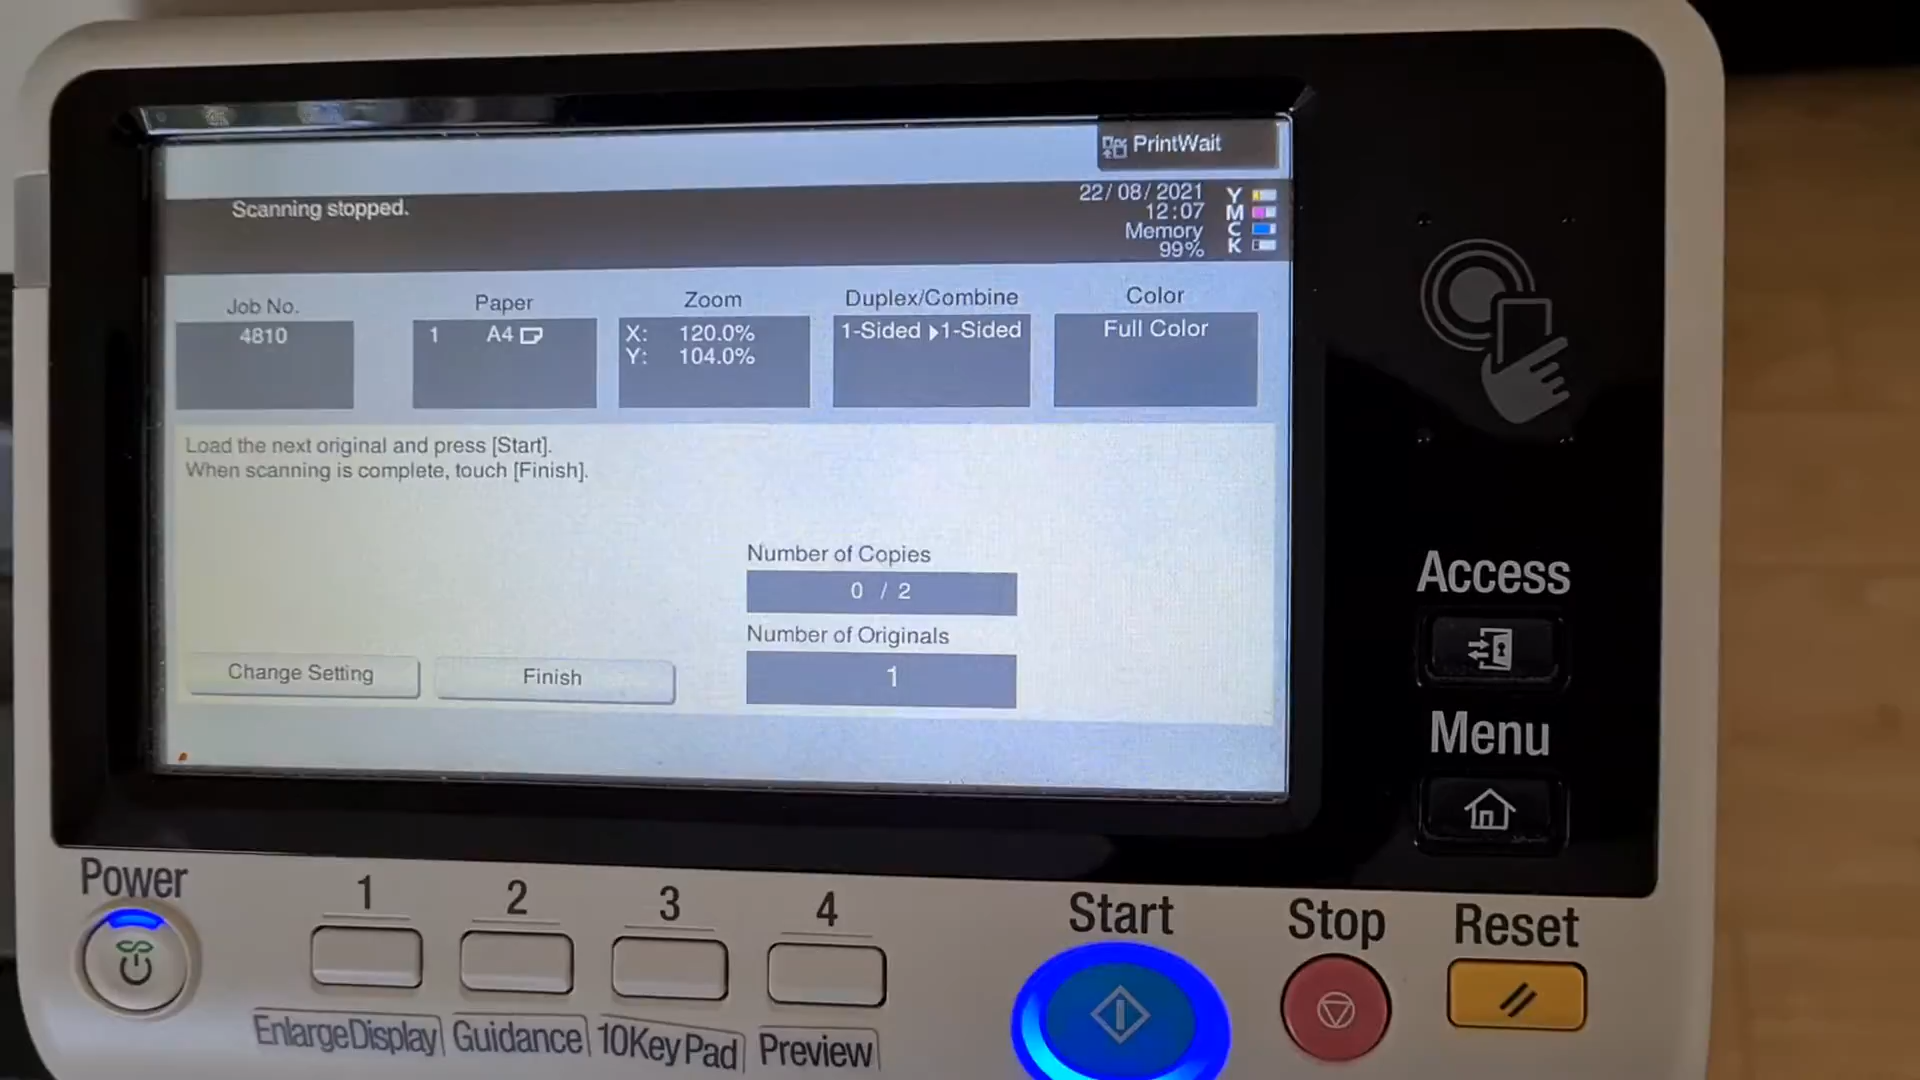 PrintWait
Scanning stopped.
22/08/2021
12:07
Memory
99%
Y
M
C
K
Job No.
4810
Paper
1 A4
Zoom
X: 120.0%
Y: 104.0%
Duplex/Combine
1-Sided ▶ 1-Sided
Color
Full Color
Load the next original and press [Start].
When scanning is complete, touch [Finish].
Number of Copies
0 / 2
Number of Originals
1
Change Setting
Finish
Access
Menu
Power
1
2
3
4
EnlargeDisplay
Guidance
10Key Pad
Preview
Start
Stop
Reset